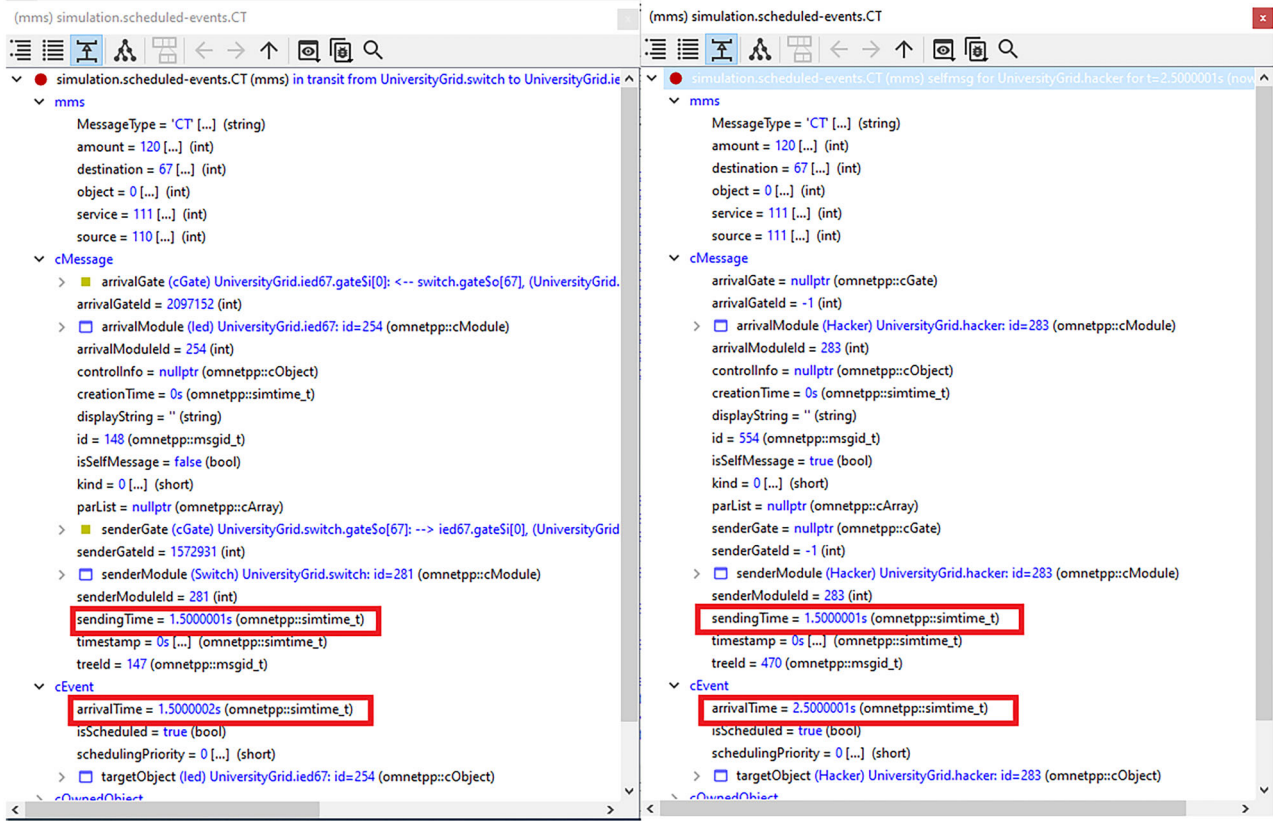 (mms) simulation.scheduled-events.CT
x
simulation.scheduled-events.CT (mms) in transit from UniversityGrid.switch to UniversityGrid.ie
mms
MessageType = 'CT' [...] (string)
amount = 120 [...] (int)
destination = 67 [...] (int)
object = 0 [...] (int)
service = 111 [...] (int)
source = 110 [...] (int)
cMessage
arrivalGate (cGate) UniversityGrid.ied67.gate$i[0]: <-- switch.gate$o[67], (UniversityGrid.
arrivalGateId = 2097152 (int)
arrivalModule (Ied) UniversityGrid.ied67: id=254 (omnetpp::cModule)
arrivalModuleId = 254 (int)
controlInfo = nullptr (omnetpp::cObject)
creationTime = 0s (omnetpp::simtime_t)
displayString = '' (string)
id = 148 (omnetpp::msgid_t)
isSelfMessage = false (bool)
kind = 0 [...] (short)
parList = nullptr (omnetpp::cArray)
senderGate (cGate) UniversityGrid.switch.gate$o[67]: --> ied67.gate$i[0], (UniversityGrid
senderGateId = 1572931 (int)
senderModule (Switch) UniversityGrid.switch: id=281 (omnetpp::cModule)
senderModuleId = 281 (int)
sendingTime = 1.5000001s (omnetpp::simtime_t)
timestamp = 0s [...] (omnetpp::simtime_t)
treeId = 147 (omnetpp::msgid_t)
cEvent
arrivalTime = 1.5000002s (omnetpp::simtime_t)
isScheduled = true (bool)
schedulingPriority = 0 [...] (short)
targetObject (Ied) UniversityGrid.ied67: id=254 (omnetpp::cObject)
cOwnedObject
(mms) simulation.scheduled-events.CT
x
simulation.scheduled-events.CT (mms) selfmsg for UniversityGrid.hacker for t=2.5000001s (now
mms
MessageType = 'CT' [...] (string)
amount = 120 [...] (int)
destination = 67 [...] (int)
object = 0 [...] (int)
service = 111 [...] (int)
source = 111 [...] (int)
cMessage
arrivalGate = nullptr (omnetpp::cGate)
arrivalGateId = -1 (int)
arrivalModule (Hacker) UniversityGrid.hacker: id=283 (omnetpp::cModule)
arrivalModuleId = 283 (int)
controlInfo = nullptr (omnetpp::cObject)
creationTime = 0s (omnetpp::simtime_t)
displayString = '' (string)
id = 554 (omnetpp::msgid_t)
isSelfMessage = true (bool)
kind = 0 [...] (short)
parList = nullptr (omnetpp::cArray)
senderGate = nullptr (omnetpp::cGate)
senderGateId = -1 (int)
senderModule (Hacker) UniversityGrid.hacker: id=283 (omnetpp::cModule)
senderModuleId = 283 (int)
sendingTime = 1.5000001s (omnetpp::simtime_t)
timestamp = 0s [...] (omnetpp::simtime_t)
treeId = 470 (omnetpp::msgid_t)
cEvent
arrivalTime = 2.5000001s (omnetpp::simtime_t)
isScheduled = true (bool)
schedulingPriority = 0 [...] (short)
targetObject (Hacker) UniversityGrid.hacker: id=283 (omnetpp::cObject)
cOwnedObject